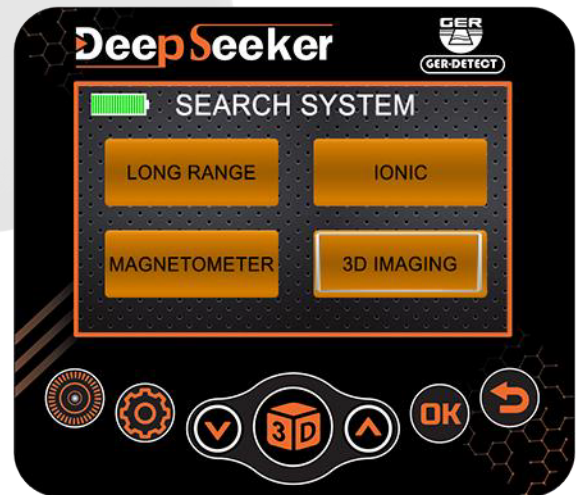 DeepSeeker
GER
GER-DETECT
SEARCH SYSTEM
LONG RANGE
IONIC
MAGNETOMETER
3D IMAGING
3D
OK